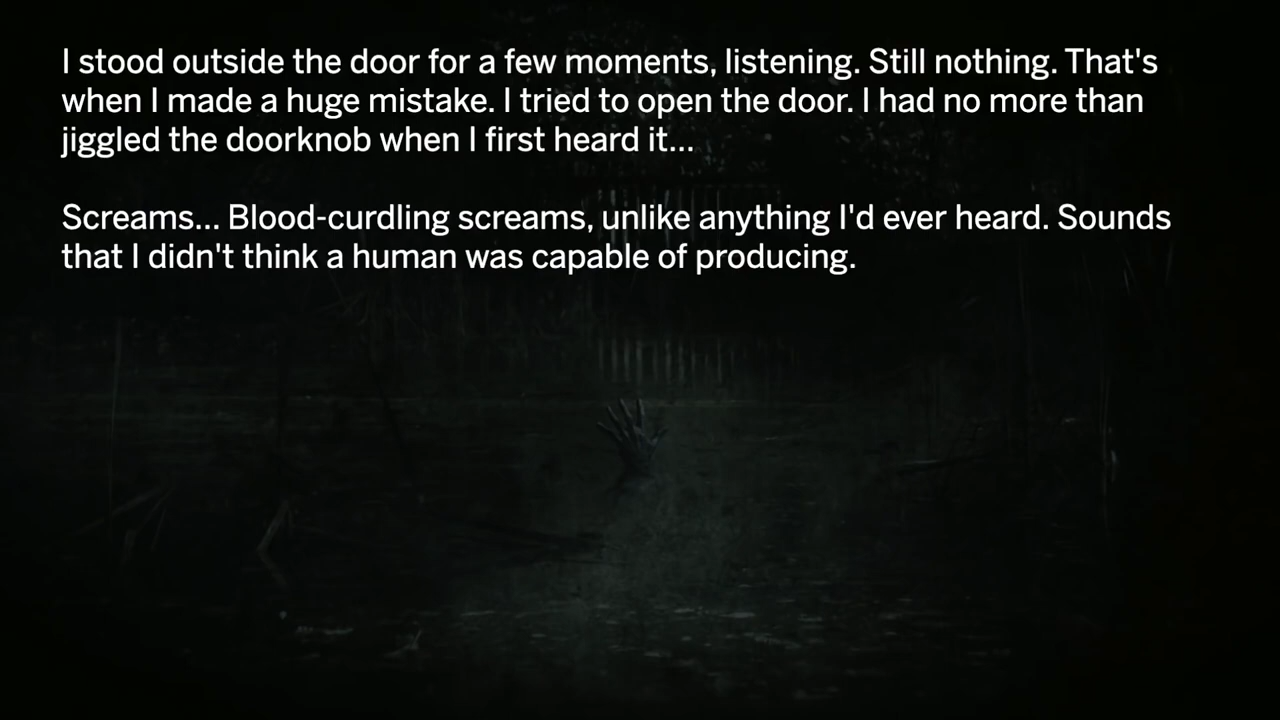 I stood outside the door for a few moments, listening. Still nothing. That's
when I made a huge mistake. I tried to open the door. I had no more than
jiggled the doorknob when I first heard it...
Screams... Blood-curdling screams, unlike anything I'd ever heard. Sounds
that I didn't think a human was capable of producing.